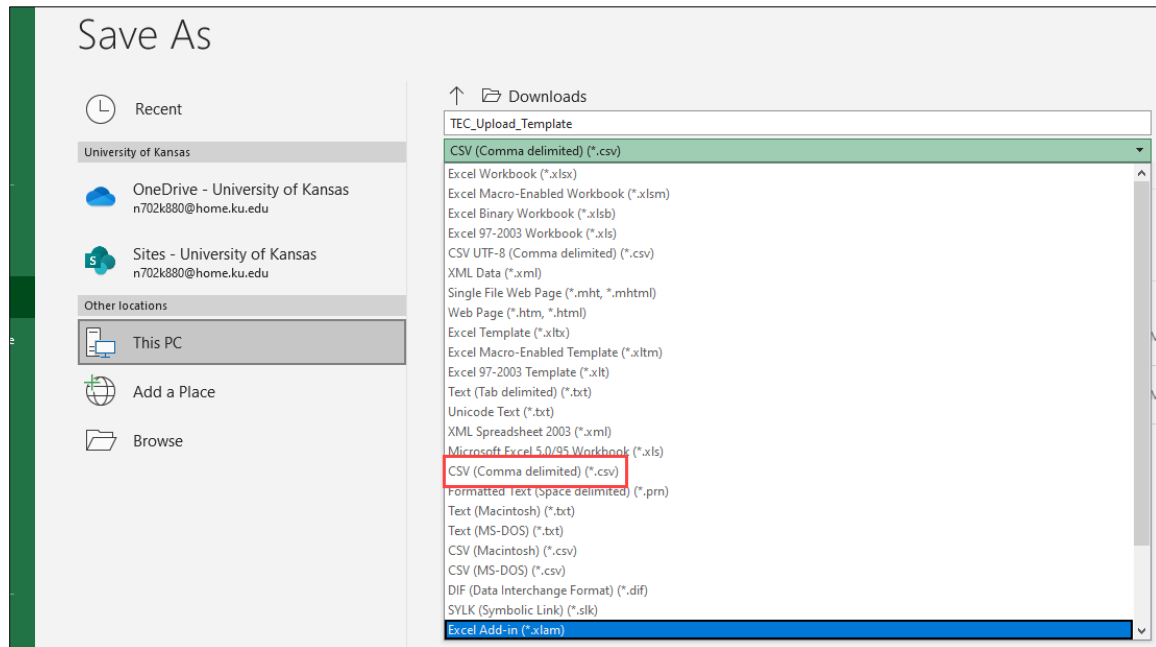 Save As
Recent
University of Kansas
OneDrive - University of Kansas
n702k880@home.ku.edu
Sites - University of Kansas
n702k880@home.ku.edu
Other locations
This PC
Add a Place
Browse
Downloads
TEC_Upload_Template
CSV (Comma delimited) (*.csv)
Excel Workbook (*.xlsx)
Excel Macro-Enabled Workbook (*.xlsm)
Excel Binary Workbook (*.xlsb)
Excel 97-2003 Workbook (*.xls)
CSV UTF-8 (Comma delimited) (*.csv)
XML Data (*.xml)
Single File Web Page (*.mht, *.mhtml)
Web Page (*.htm, *.html)
Excel Template (*.xltx)
Excel Macro-Enabled Template (*.xltm)
Excel 97-2003 Template (*.xlt)
Text (Tab delimited) (*.txt)
Unicode Text (*.txt)
XML Spreadsheet 2003 (*.xml)
Microsoft Excel 5.0/95 Workbook (*.xls)
CSV (Comma delimited) (*.csv)
Formatted Text (Space delimited) (*.prn)
Text (Macintosh) (*.txt)
Text (MS-DOS) (*.txt)
CSV (Macintosh) (*.csv)
CSV (MS-DOS) (*.csv)
DIF (Data Interchange Format) (*.dif)
SYLK (Symbolic Link) (*.slk)
Excel Add-in (*.xlam)